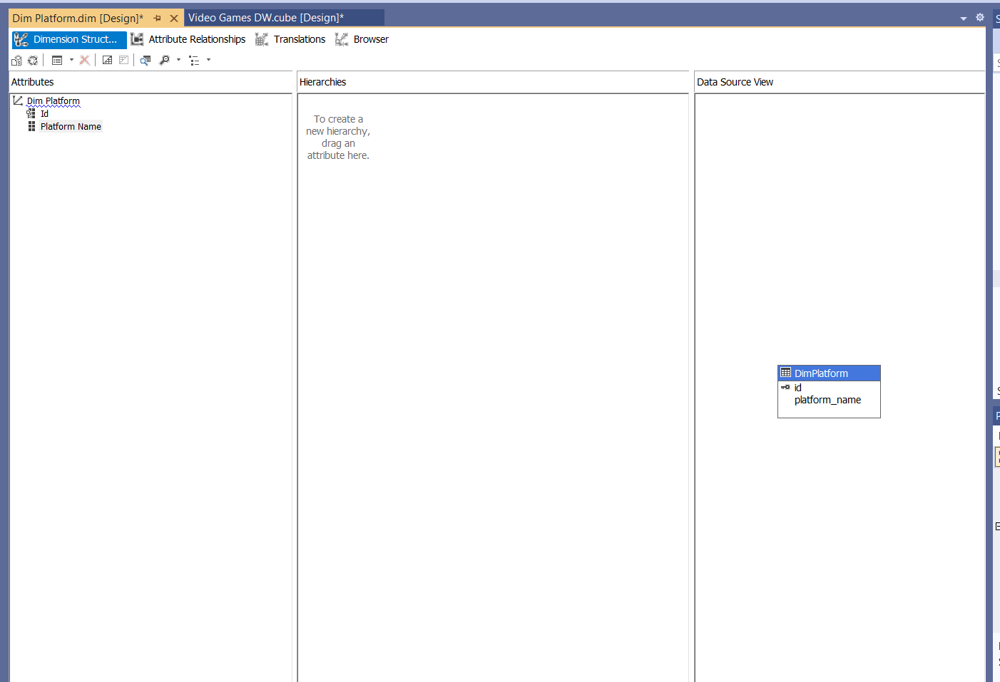 Dim Platform.dim [Design]*
Video Games DW.cube [Design]*
Dimension Struct...
Attribute Relationships
Translations
Browser
Attributes
Hierarchies
Data Source View
Dim Platform
Id
Platform Name
To create a
new hierarchy,
drag an
attribute here.
DimPlatform
id
platform_name